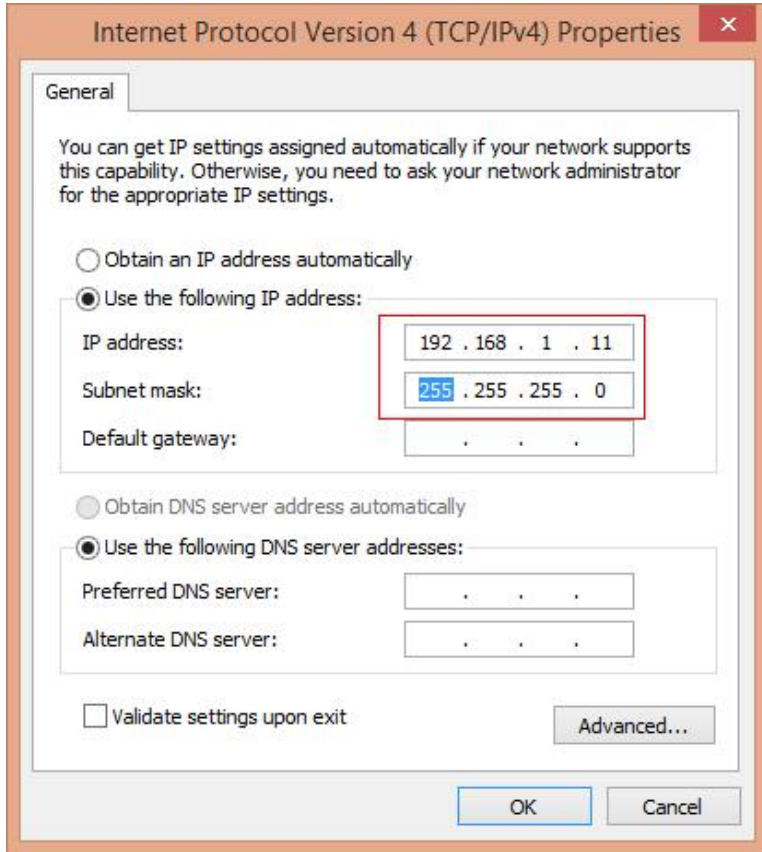 Internet Protocol Version 4 (TCP/IPv4) Properties
General
You can get IP settings assigned automatically if your network supports
this capability. Otherwise, you need to ask your network administrator
for the appropriate IP settings.
Obtain an IP address automatically
Use the following IP address:
IP address: 192 . 168 . 1 . 11
Subnet mask: 255 . 255 . 255 . 0
Default gateway: . . .
Obtain DNS server address automatically
Use the following DNS server addresses:
Preferred DNS server: . . .
Alternate DNS server: . . .
Validate settings upon exit
Advanced...
OK Cancel